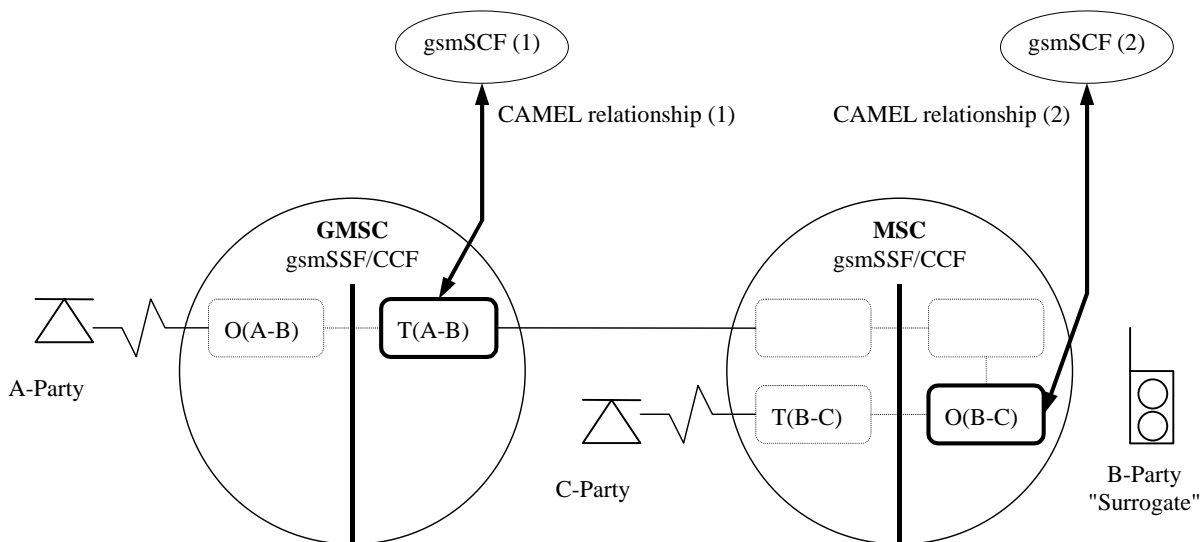 gsmSCF (1)
gsmSCF (2)
CAMEL relationship (1)
CAMEL relationship (2)
GMSC
gsmSSF/CCF
MSC
gsmSSF/CCF
O(A-B)
T(A-B)
A-Party
T(B-C)
O(B-C)
C-Party
B-Party
"Surrogate"